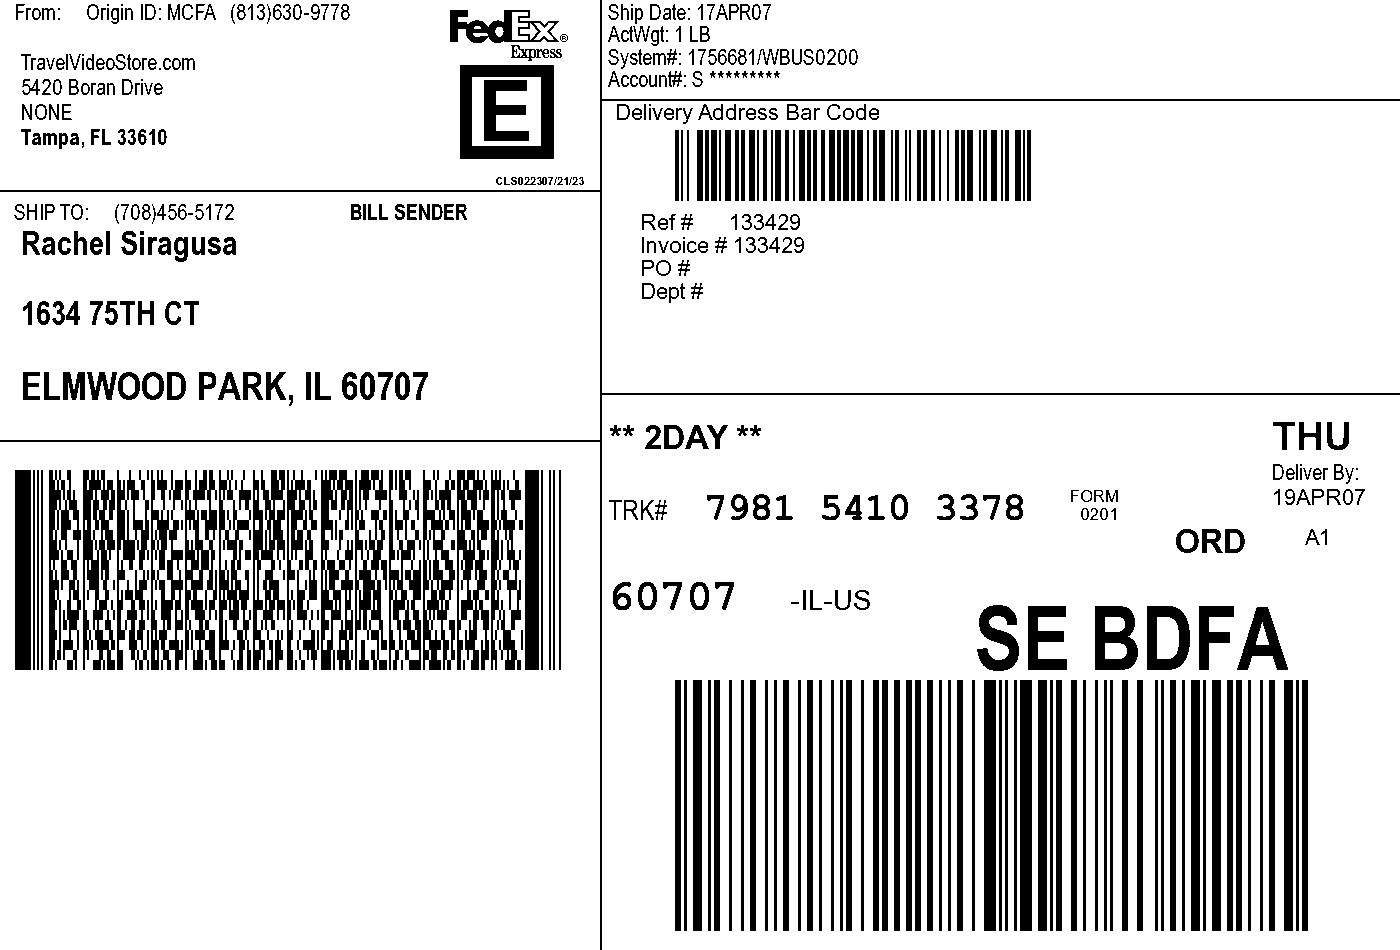 From: Origin ID: MCFA (813)630-9778
TravelVideoStore.com
5420 Boran Drive
NONE
Tampa, FL 33610
FedEx®
Express
E
CLS022307/21/23
SHIP TO: (708)456-5172 BILL SENDER
Rachel Siragusa
1634 75TH CT
ELMWOOD PARK, IL 60707
Ship Date: 17APR07
ActWgt: 1 LB
System#: 1756681/WBUS0200
Account#: S *********
Delivery Address Bar Code
Ref # 133429
Invoice # 133429
PO #
Dept #
** 2DAY **
THU
Deliver By:
19APR07
TRK# 7981 5410 3378 FORM
0201
ORD A1
60707 -IL-US
SE BDFA